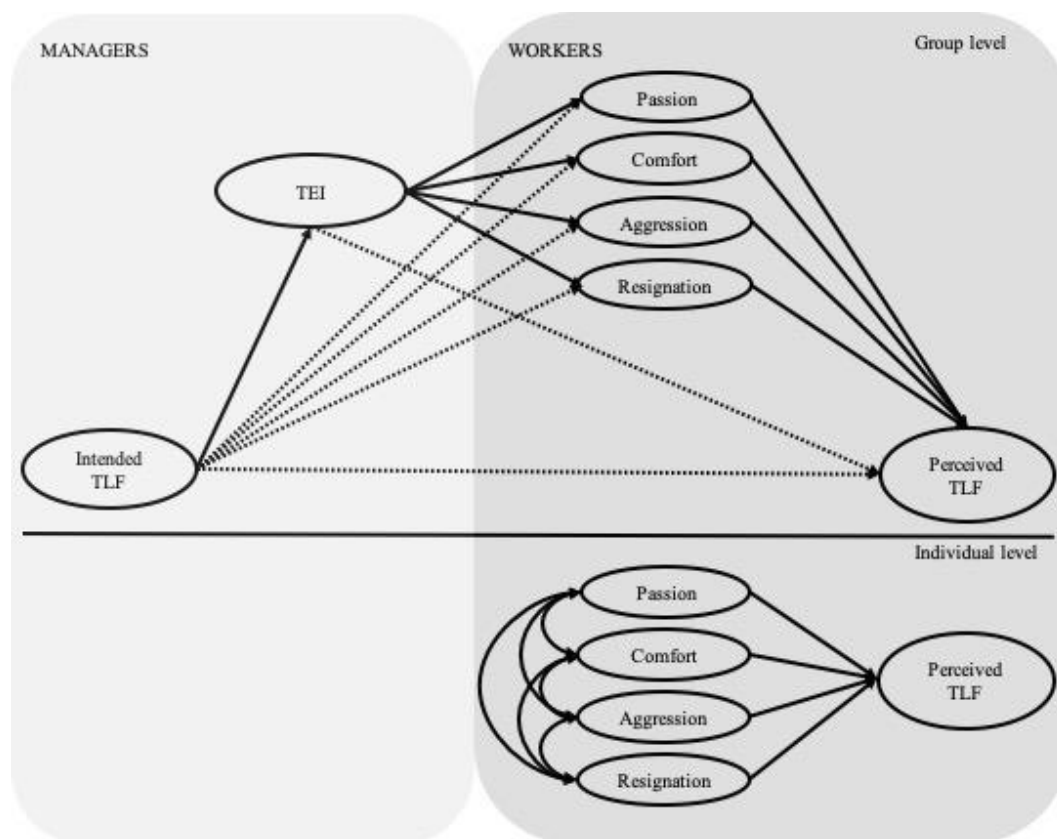 MANAGERS
WORKERS
Group level
Passion
Comfort
TEI
Aggression
Resignation
Intended
TLF
Perceived
TLF
Individual level
Passion
Comfort
Perceived
TLF
Aggression
Resignation